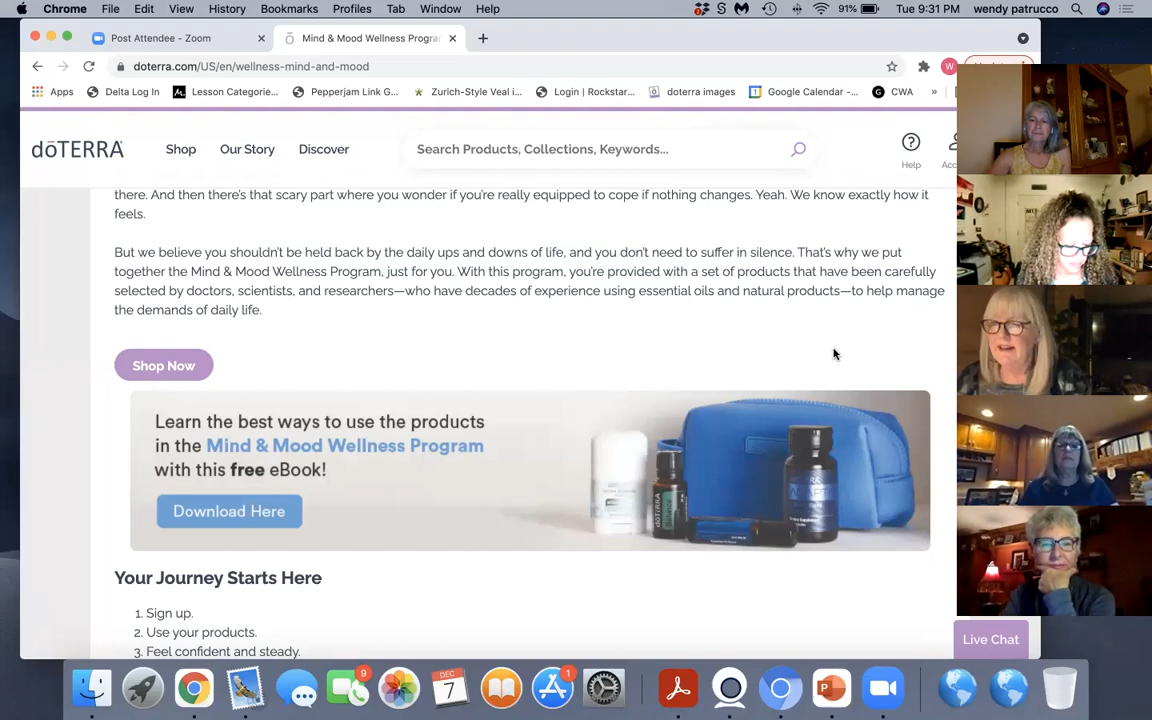 Chrome File Edit View History Bookmarks Profiles Tab Window Help 2 S 91% Tue 9:31 PM wendy patrucco
Post Attendee - Zoom Mind & Mood Wellness Progra
doterra.com/US/en/wellness-mind-and-mood W
Apps Delta Log In Lesson Categorie... Pepperjam Link G... Zurich-Style Veal i... Login | Rockstar... doterra images Google Calendar -... CWA »
dōTERRA Shop Our Story Discover Search Products, Collections, Keywords... Help Acc
there. And then there's that scary part where you wonder if you're really equipped to cope if nothing changes. Yeah. We know exactly how it
feels.
But we believe you shouldn't be held back by the daily ups and downs of life, and you don't need to suffer in silence. That's why we put
together the Mind & Mood Wellness Program, just for you. With this program, you're provided with a set of products that have been carefully
selected by doctors, scientists, and researchers—who have decades of experience using essential oils and natural products—to help manage
the demands of daily life.
Shop Now
Learn the best ways to use the products
in the Mind & Mood Wellness Program
with this free eBook!
Download Here
dōTERRA
Your Journey Starts Here
1. Sign up.
2. Use your products.
3. Feel confident and steady.
Live Chat
9 DEC 7 1